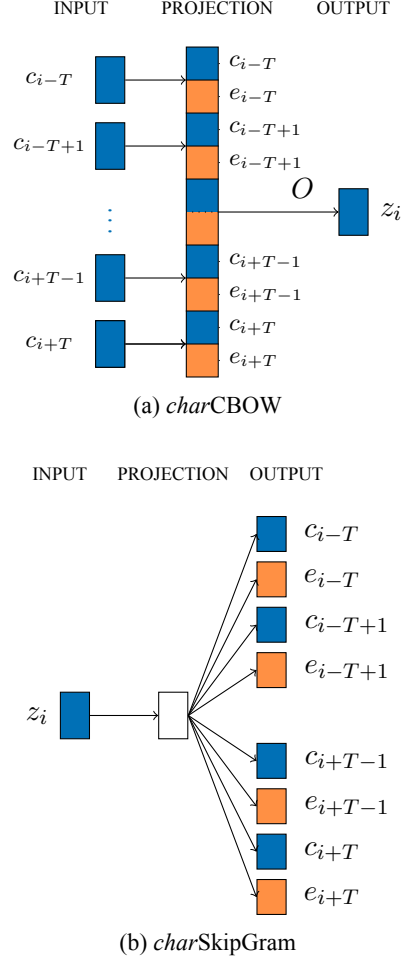 INPUT PROJECTION OUTPUT
c_{i−T} c_{i−T}
e_{i−T}
c_{i−T+1} c_{i−T+1}
e_{i−T+1}
O
z_i
c_{i+T−1} c_{i+T−1}
e_{i+T−1}
c_{i+T} c_{i+T}
e_{i+T}
(a) charCBOW
INPUT PROJECTION OUTPUT
c_{i−T}
e_{i−T}
c_{i−T+1}
e_{i−T+1}
z_i
c_{i+T−1}
e_{i+T−1}
c_{i+T}
e_{i+T}
(b) charSkipGram